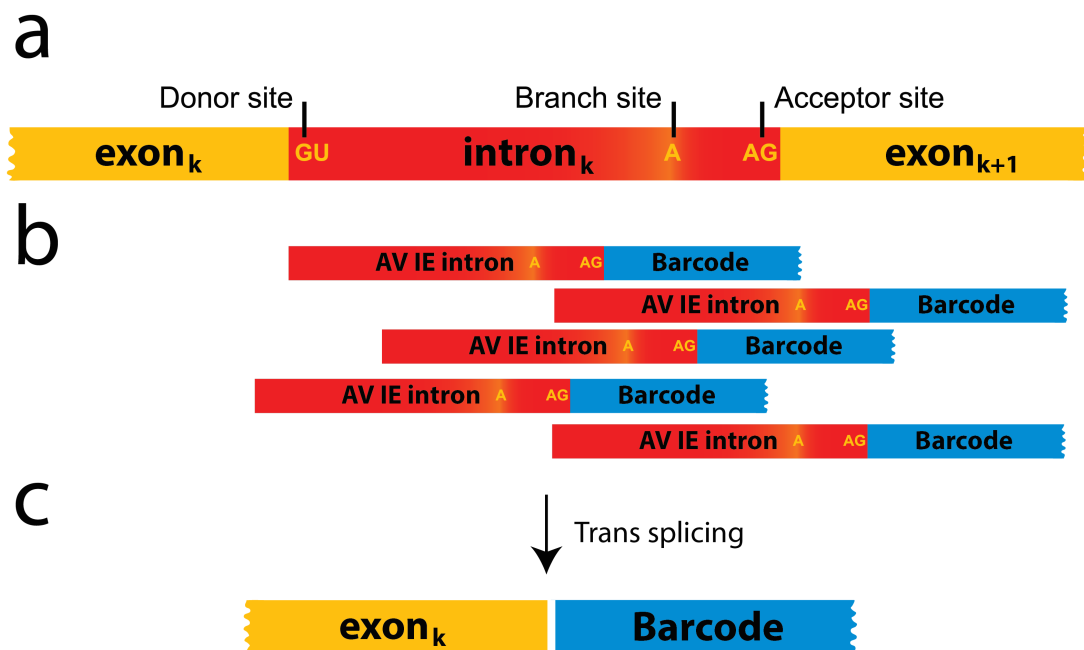 a
Donor site Branch site Acceptor site
exonk GU intronk A AG exonk+1
b
AV IE intron A AG Barcode
AV IE intron A AG Barcode
AV IE intron A AG Barcode
AV IE intron A AG Barcode
AV IE intron A AG Barcode
c
Trans splicing
exonk Barcode